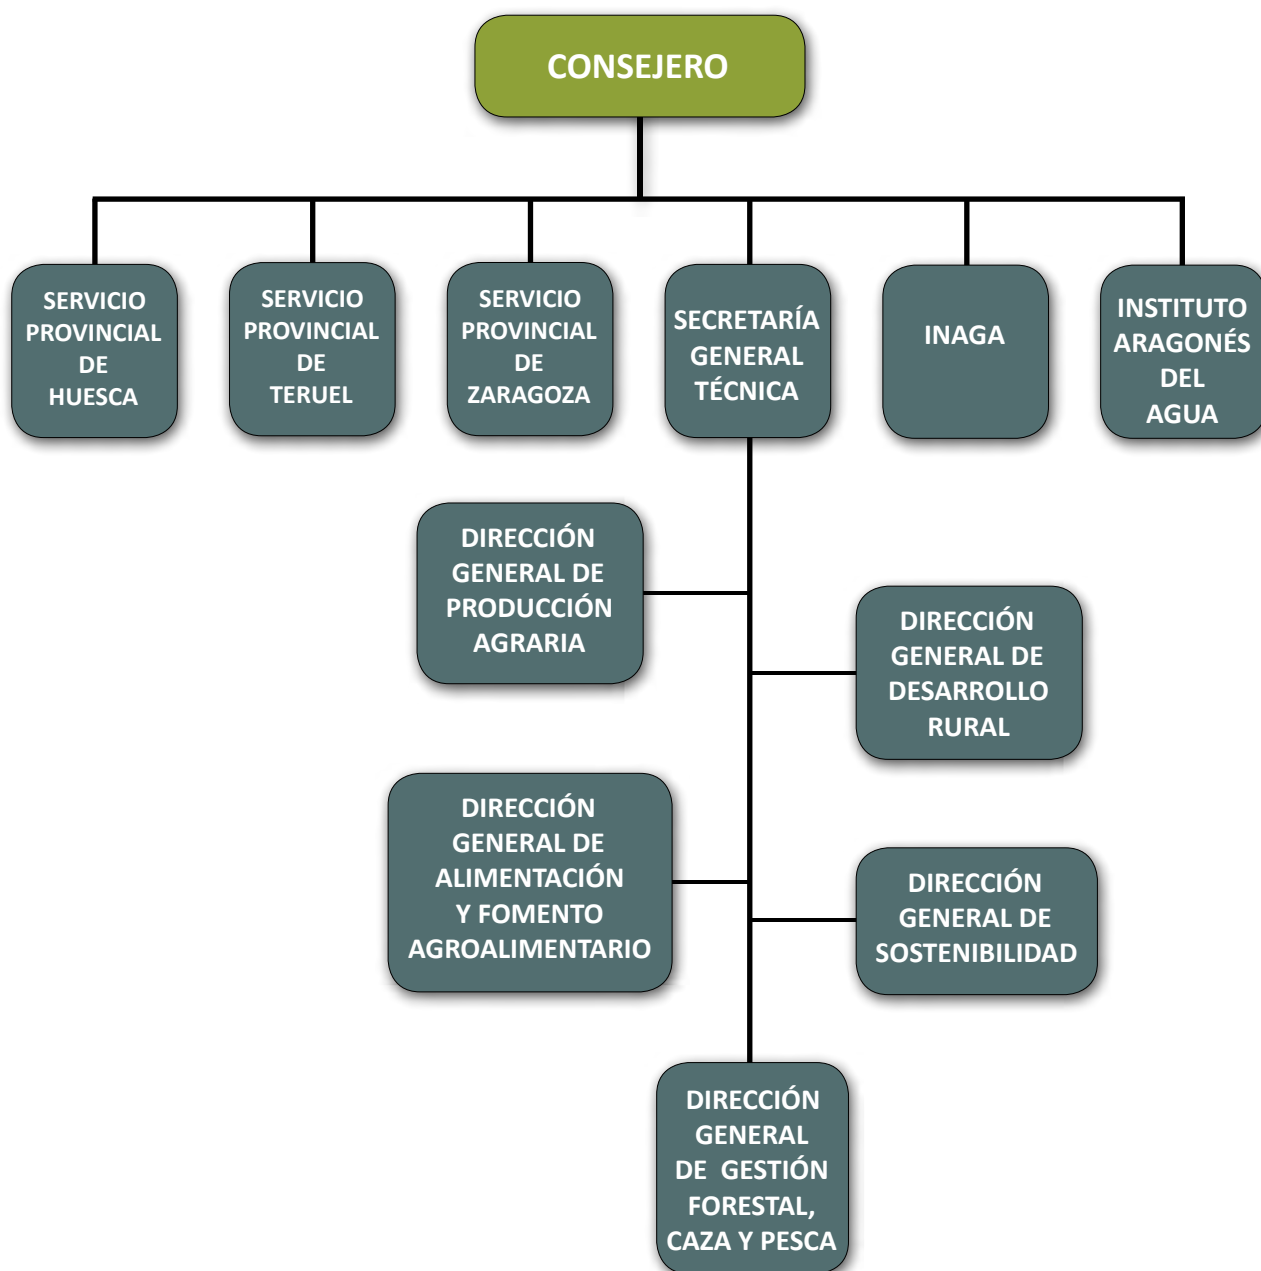 CONSEJERO
SERVICIO
PROVINCIAL
DE
HUESCA
SERVICIO
PROVINCIAL
DE
TERUEL
SERVICIO
PROVINCIAL
DE
ZARAGOZA
SECRETARÍA
GENERAL
TÉCNICA
INAGA
INSTITUTO
ARAGONÉS
DEL
AGUA
DIRECCIÓN
GENERAL DE
PRODUCCIÓN
AGRARIA
DIRECCIÓN
GENERAL DE
DESARROLLO
RURAL
DIRECCIÓN
GENERAL DE
ALIMENTACIÓN
Y FOMENTO
AGROALIMENTARIO
DIRECCIÓN
GENERAL DE
SOSTENIBILIDAD
DIRECCIÓN
GENERAL
DE GESTIÓN
FORESTAL,
CAZA Y PESCA